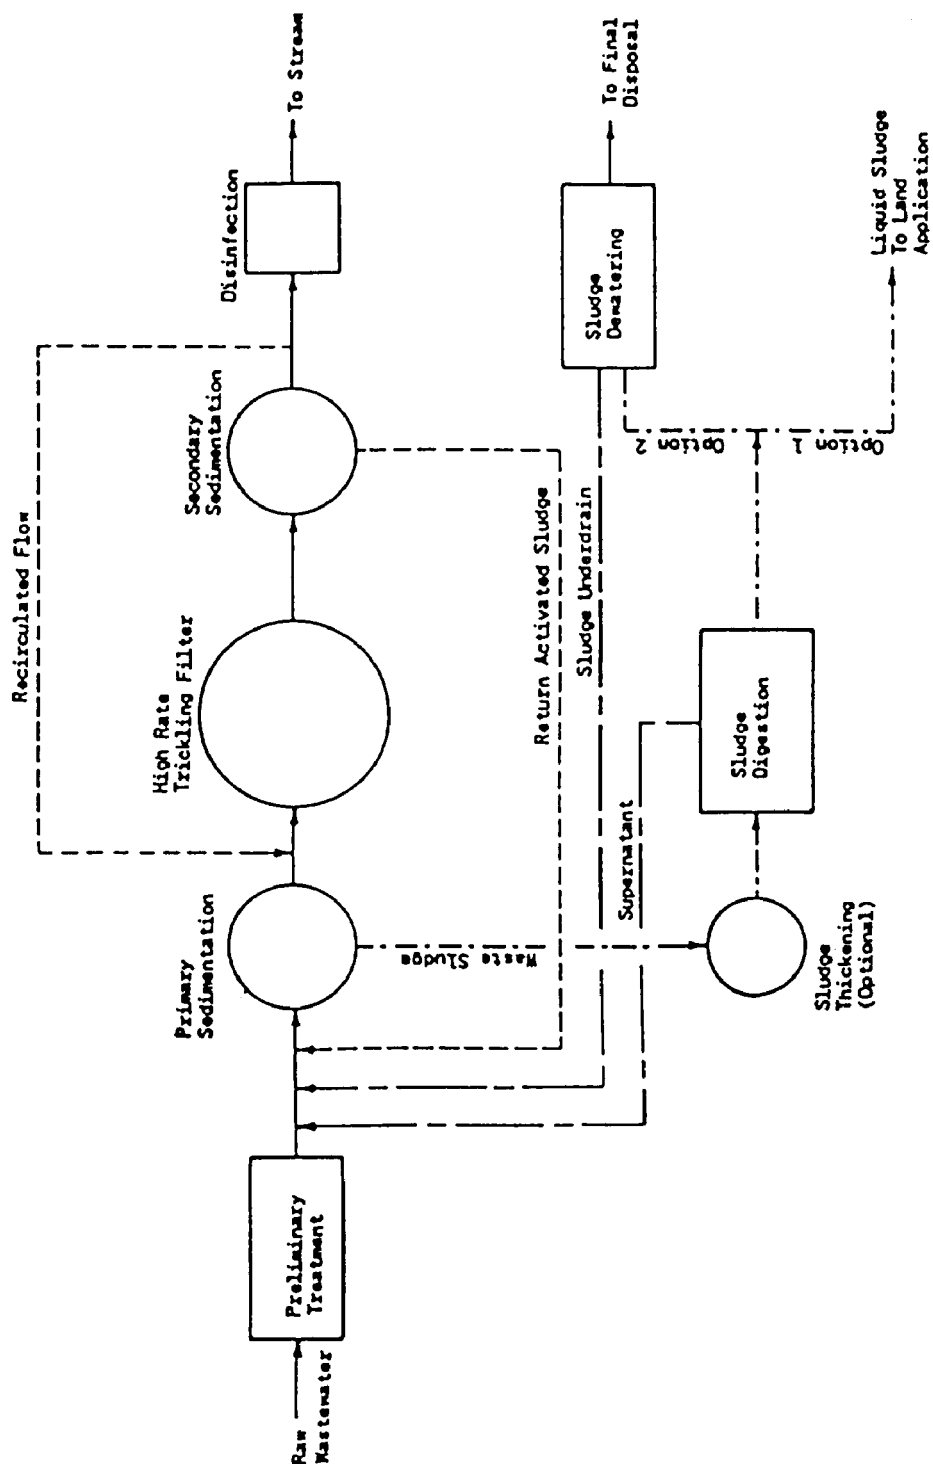 Recirculated Flow
Raw
Wastewater
Preliminary
Treatment
Primary
Sedimentation
High Rate
Trickling Filter
Secondary
Sedimentation
Disinfection
To Stream
Waste Sludge
Return Activated Sludge
Sludge Underdrain
Supernatant
Sludge
Thickening
(Optional)
Sludge
Digestion
Option 2
Option 1
Sludge
Dewatering
To Final
Disposal
Liquid Sludge
To Land
Application